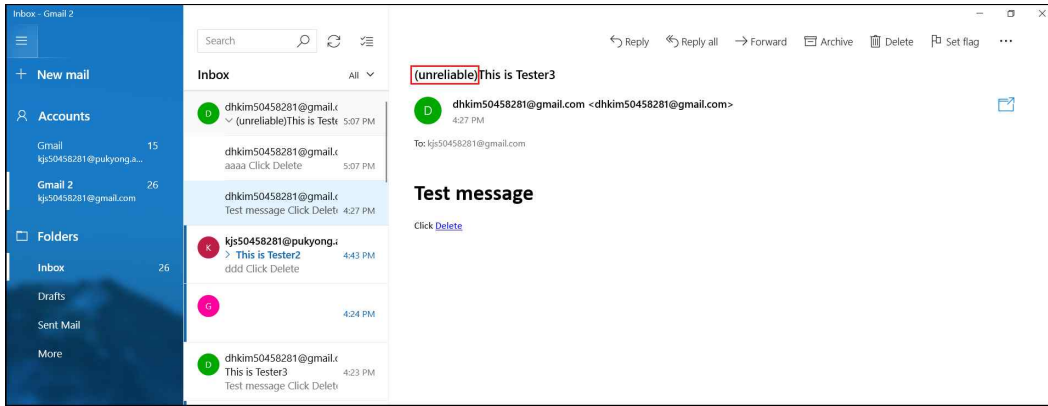 Inbox - Gmail 2
New mail
Accounts
Gmail 15
kjs50458281@pukyong.a...
Gmail 2 26
kjs50458281@gmail.com
Folders
Inbox 26
Drafts
Sent Mail
More
Search
Inbox All
D dhkim50458281@gmail.c
(unreliable)This is Teste 5:07 PM
dhkim50458281@gmail.c
aaaa Click Delete 5:07 PM
dhkim50458281@gmail.c
Test message Click Delet 4:27 PM
K kjs50458281@pukyong.a
This is Tester2 4:43 PM
ddd Click Delete
G 4:24 PM
D dhkim50458281@gmail.c
This is Tester3 4:23 PM
Test message Click Delet
Reply Reply all Forward Archive Delete Set flag ...
(unreliable)This is Tester3
D dhkim50458281@gmail.com <dhkim50458281@gmail.com>
4:27 PM
To: kjs50458281@gmail.com
Test message
Click Delete